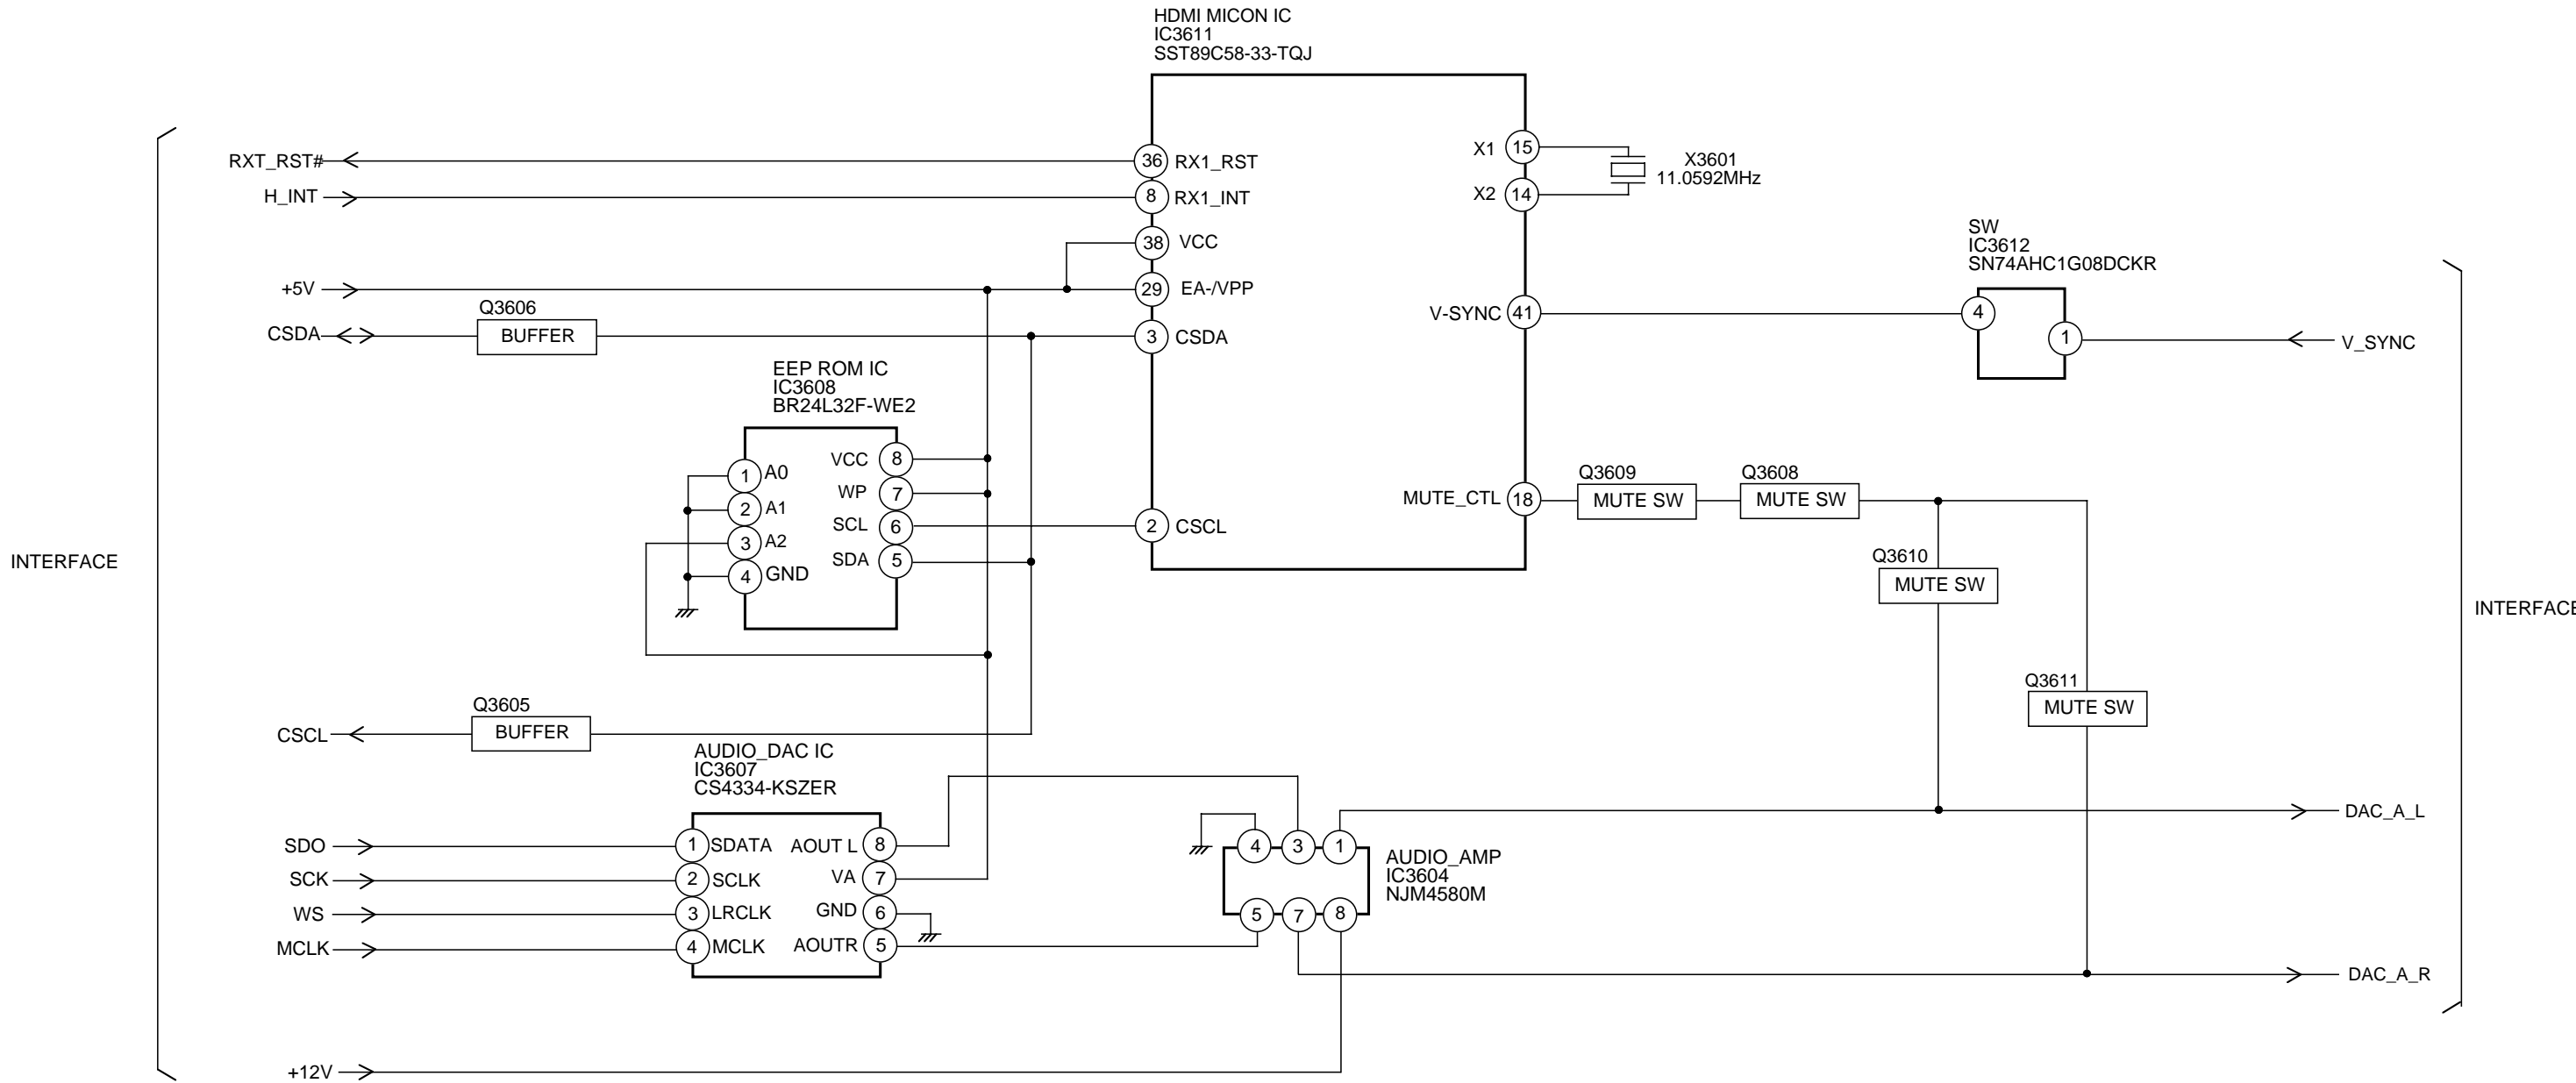 HDMI MICON IC
IC3611
SST89C58-33-TQJ
RXT_RST#
36 RX1_RST
H_INT
8 RX1_INT
38 VCC
+5V
29 EA-/VPP
Q3606
CSDA
BUFFER
3 CSDA
X1 15
X2 14
X3601
11.0592MHz
V-SYNC 41
SW
IC3612
SN74AHC1G08DCKR
4
1
V_SYNC
EEP ROM IC
IC3608
BR24L32F-WE2
1 A0
2 A1
3 A2
4 GND
VCC 8
WP 7
SCL 6
SDA 5
2 CSCL
MUTE_CTL 18
Q3609
MUTE SW
Q3608
MUTE SW
Q3610
MUTE SW
Q3611
MUTE SW
INTERFACE
INTERFACE
Q3605
CSCL
BUFFER
AUDIO_DAC IC
IC3607
CS4334-KSZER
SDO
1 SDATA
AOUT L 8
SCK
2 SCLK
VA 7
WS
3 LRCLK
GND 6
MCLK
4 MCLK
AOUTR 5
4 3 1
5 7 8
AUDIO_AMP
IC3604
NJM4580M
DAC_A_L
DAC_A_R
+12V